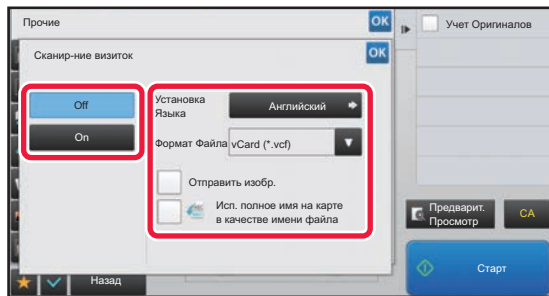 Прочие
OK
Учет Оригиналов
Сканир-ние визиток
OK
Off
On
Установка
Языка
Английский
Формат Файла
vCard (*.vcf)
Отправить изобр.
Исп. полное имя на карте
в качестве имени файла
Предварит.
Просмотр
CA
Назад
Старт